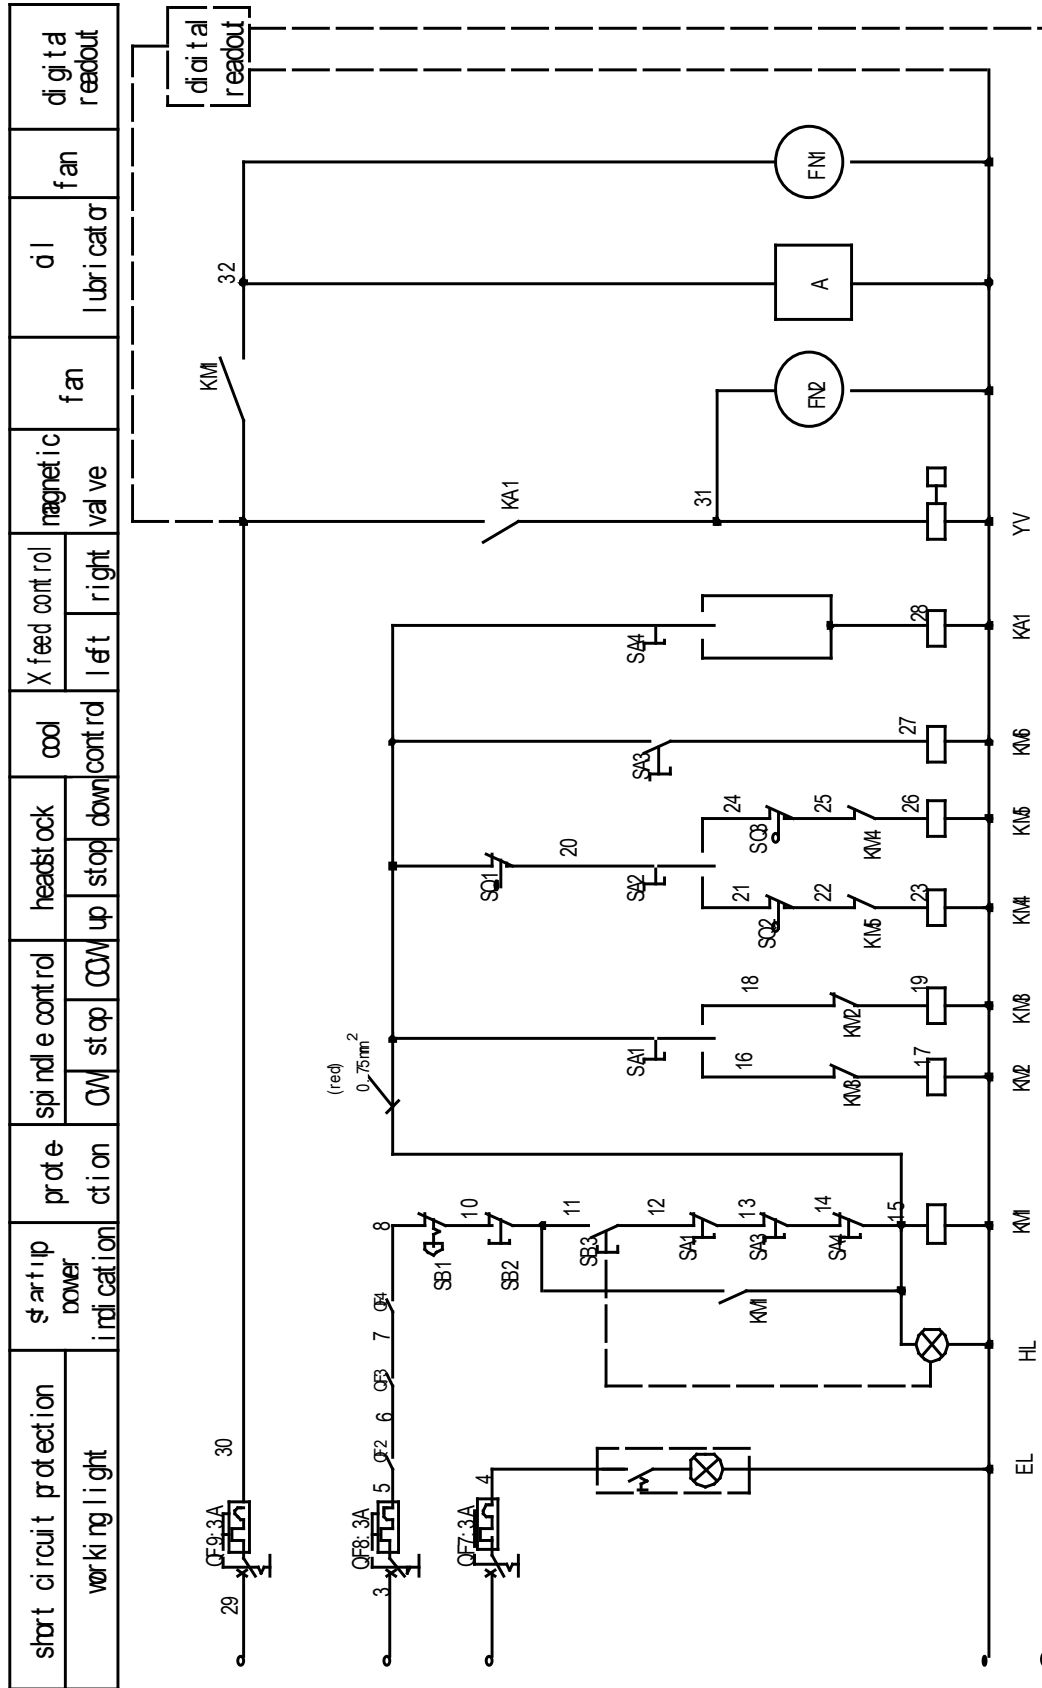 digital
readout
fan
oil
lubricator
fan
magnetic
valve
X feed control
left
right
cool
control
headstock
up
stop
down
spindle control
CW
stop
CCW
prote-
ction
startup
power
indication
short circuit protection
working light
digital
readout
FN1
32
A
KM1
FN2
KA1
31
YV
SA4
28
KA1
SA3
27
KM6
24
SQ3
25
KM4
26
KM5
SQ1
20
SA2
21
SQ2
22
KM5
23
KM4
18
KM2
19
KM3
SA1
16
KM3
17
KM2
(red)
0.75mm²
8
SB1
10
SB2
11
SB3
12
SA1
13
SA3
14
SA4
15
KM1
KM1
QF4
7
QF3
6
QF2
5
HL
4
EL
QF9:3A
30
29
QF8:3A
3
QF7:3A